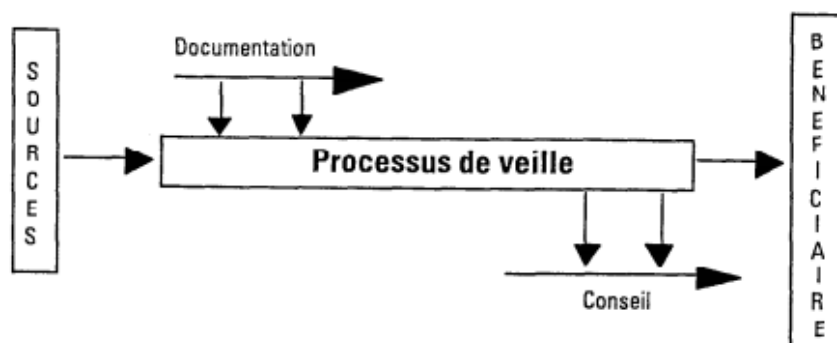 SOURCES
Documentation
Processus de veille
Conseil
BENEFICIAIRE